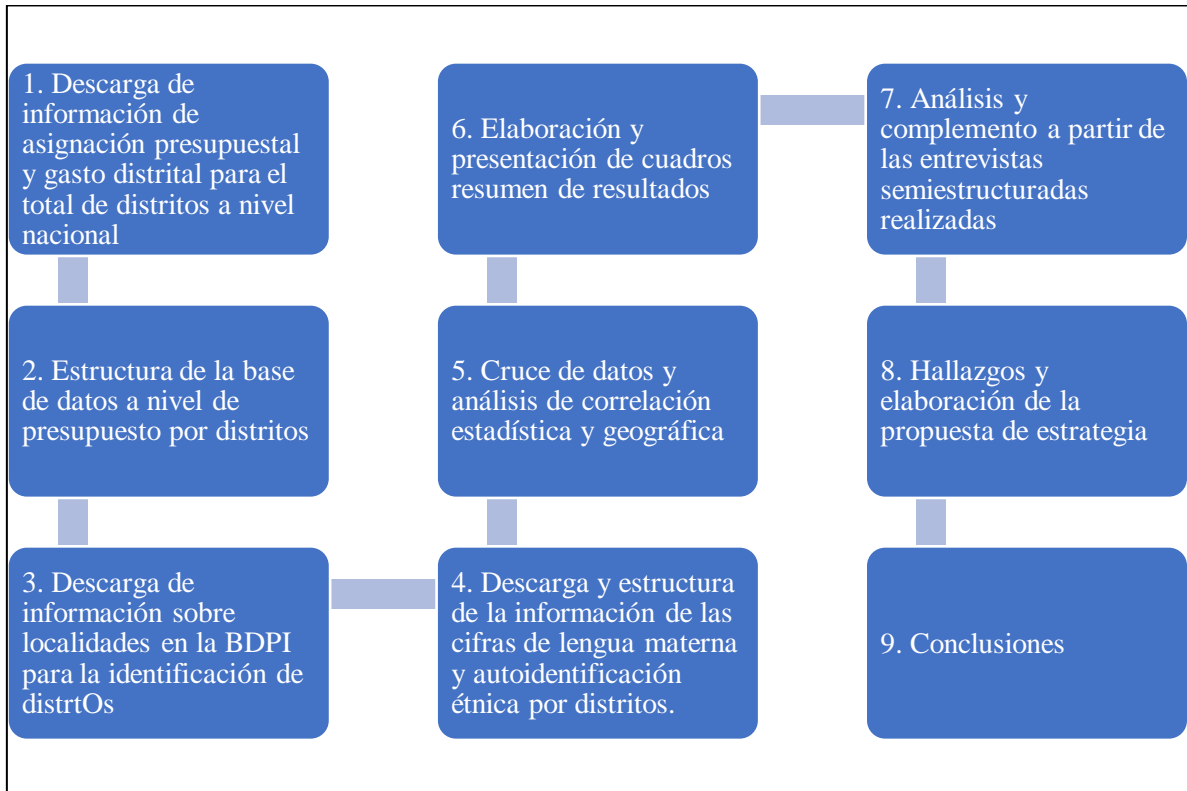 1. Descarga de
información de
asignación presupuestal
y gasto distrital para el
total de distritos a nivel
nacional
2. Estructura de la base
de datos a nivel de
presupuesto por distritos
3. Descarga de
información sobre
localidades en la BDPI
para la identificación de
distrtOs
4. Descarga y estructura
de la información de las
cifras de lengua materna
y autoidentificación
étnica por distritos.
5. Cruce de datos y
análisis de correlación
estadística y geográfica
6. Elaboración y
presentación de cuadros
resumen de resultados
7. Análisis y
complemento a partir de
las entrevistas
semiestructuradas
realizadas
8. Hallazgos y
elaboración de la
propuesta de estrategia
9. Conclusiones